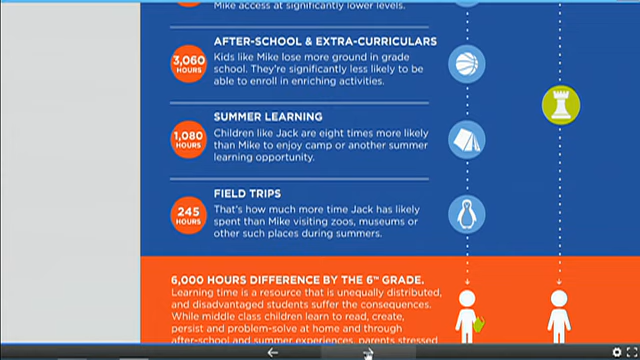 Mike access at significantly lower levels.
AFTER-SCHOOL & EXTRA-CURRICULARS
3,060
HOURS
Kids like Mike lose more ground in grade
school. They're significantly less likely to be
able to enroll in enriching activities.
SUMMER LEARNING
1,080
HOURS
Children like Jack are eight times more likely
than Mike to enjoy camp or another summer
learning opportunity.
FIELD TRIPS
245
HOURS
That's how much more time Jack has likely
spent than Mike visiting zoos, museums or
other such places during summers.
6,000 HOURS DIFFERENCE BY THE 6TH GRADE.
Learning time is a resource that is unequally distributed,
and disadvantaged students suffer the consequences.
While middle class children learn to read, create,
persist and problem-solve at home and through
after-school and summer experiences, parents stressed